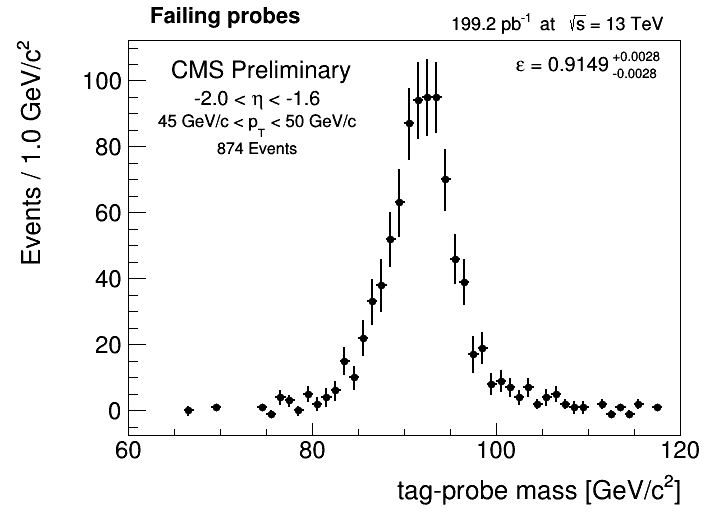 Failing probes
199.2 pb⁻¹ at √s = 13 TeV
CMS Preliminary
-2.0 < η < -1.6
45 GeV/c < p_T < 50 GeV/c
874 Events
ε = 0.9149 +0.0028 -0.0028
Events / 1.0 GeV/c²
100
80
60
40
20
0
60 80 100 120
tag-probe mass [GeV/c²]